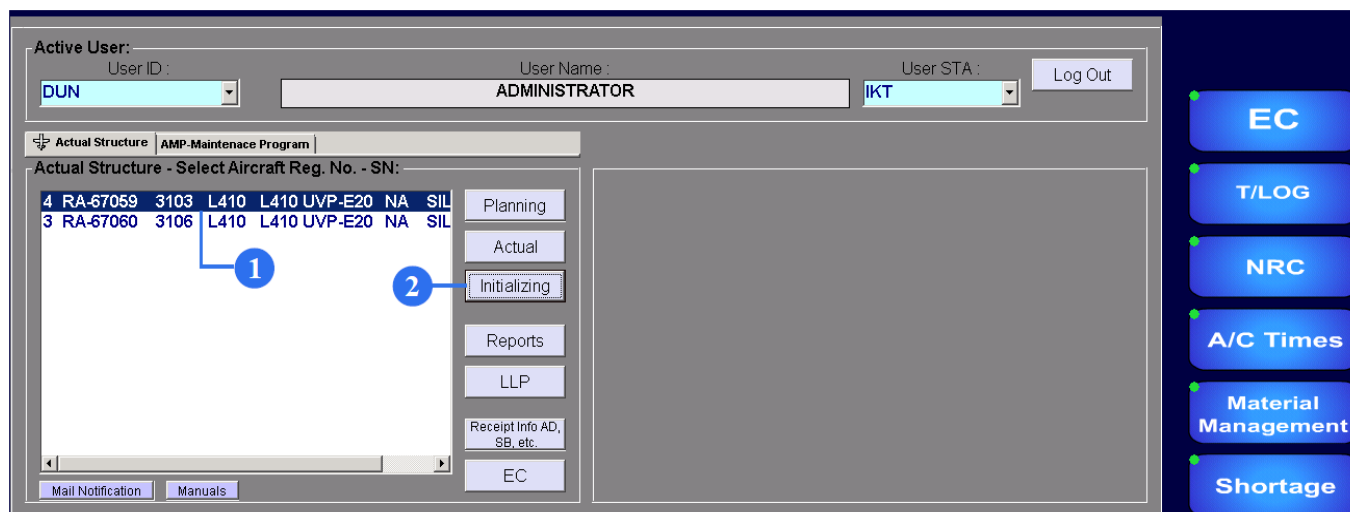 Active User:
User ID :
User Name :
User STA :
DUN
ADMINISTRATOR
IKT
Log Out
Actual Structure
AMP-Maintenace Program
Actual Structure - Select Aircraft Reg. No. - SN:
4 RA-67059 3103 L410 L410 UVP-E20 NA SIL
3 RA-67060 3106 L410 L410 UVP-E20 NA SIL
1
2
Planning
Actual
Initializing
Reports
LLP
Receipt Info AD,
SB, etc.
EC
Mail Notification
Manuals
EC
T/LOG
NRC
A/C Times
Material
Management
Shortage